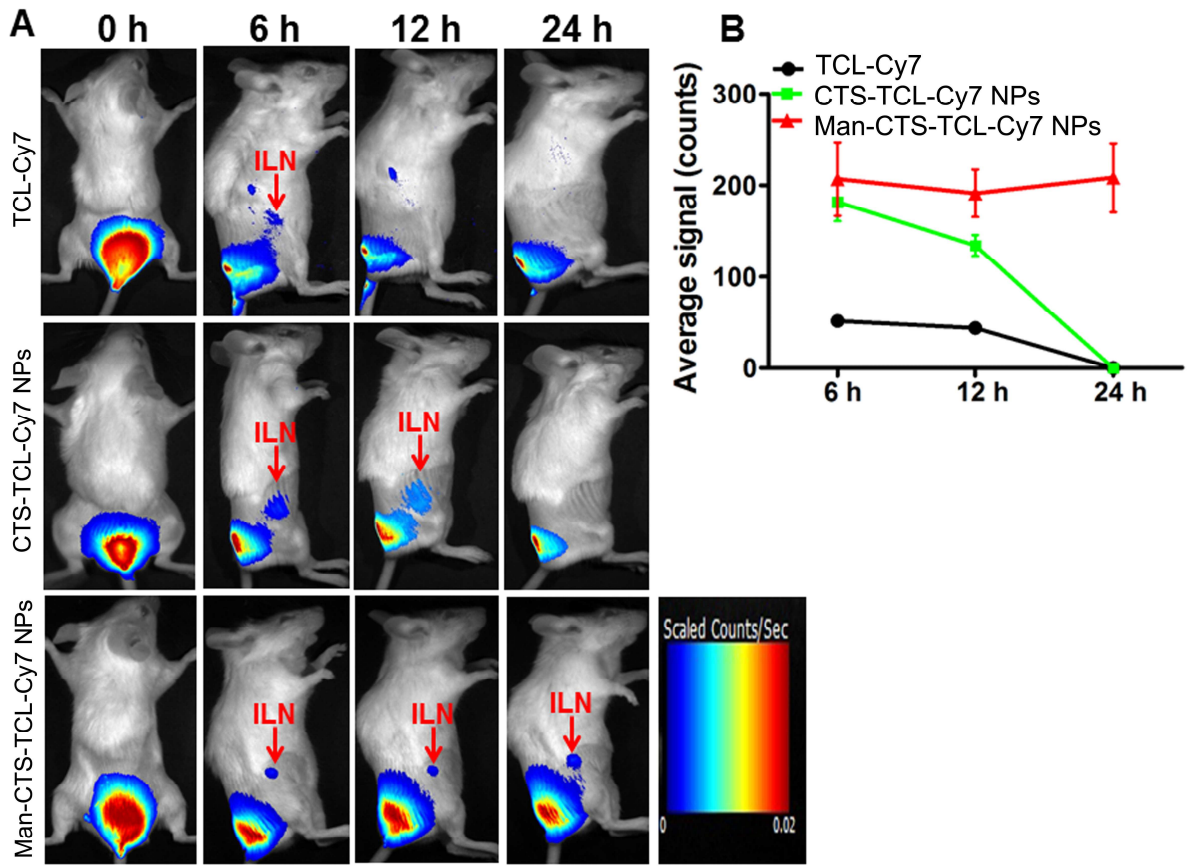 A
0 h
6 h
12 h
24 h
TCL-Cy7
ILN
CTS-TCL-Cy7 NPs
ILN
ILN
Man-CTS-TCL-Cy7 NPs
ILN
ILN
ILN
Scaled Counts/Sec
0
0.02
B
TCL-Cy7
CTS-TCL-Cy7 NPs
Man-CTS-TCL-Cy7 NPs
Average signal (counts)
300
200
100
0
6 h
12 h
24 h